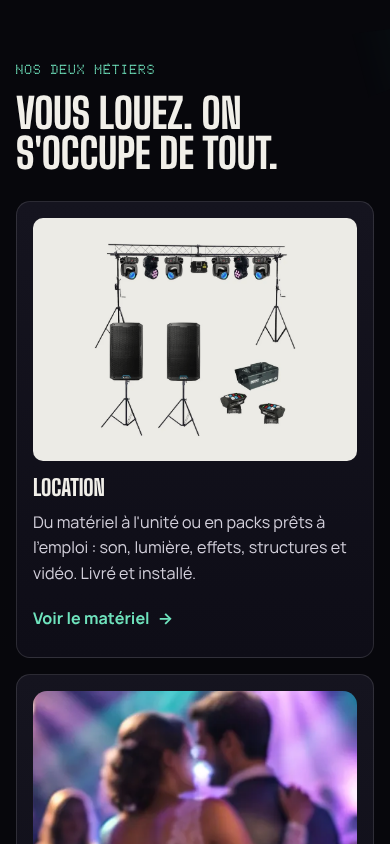 NOS DEUX MÉTIERS
VOUS LOUEZ. ON
S'OCCUPE DE TOUT.
LOCATION
Du matériel à l'unité ou en packs prêts à
l'emploi : son, lumière, effets, structures et
vidéo. Livré et installé.
Voir le matériel →